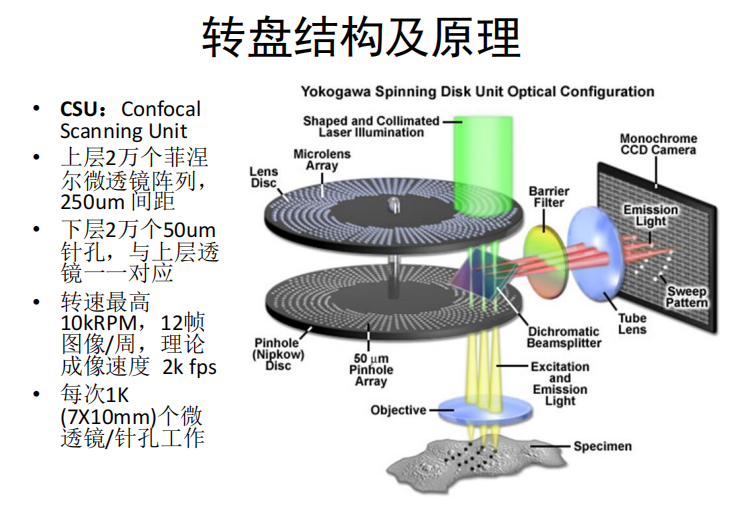 转盘结构及原理
• CSU：Confocal
Scanning Unit
• 上层2万个菲涅
尔微透镜阵列，
250um 间距
• 下层2万个50um
针孔，与上层透
镜一一对应
• 转速最高
10kRPM，12帧
图像/周，理论
成像速度 2k fps
• 每次1K
(7X10mm)个微
透镜/针孔工作
Yokogawa Spinning Disk Unit Optical Configuration
Shaped and Collimated
Laser Illumination
Microlens
Array
Lens
Disc
Monochrome
CCD Camera
Barrier
Filter
Emission
Light
Sweep
Pattern
Tube
Lens
Dichromatic
Beamsplitter
Pinhole
(Nipkow)
Disc
50 μm
Pinhole
Array
Excitation
and
Emission
Light
Objective
Specimen